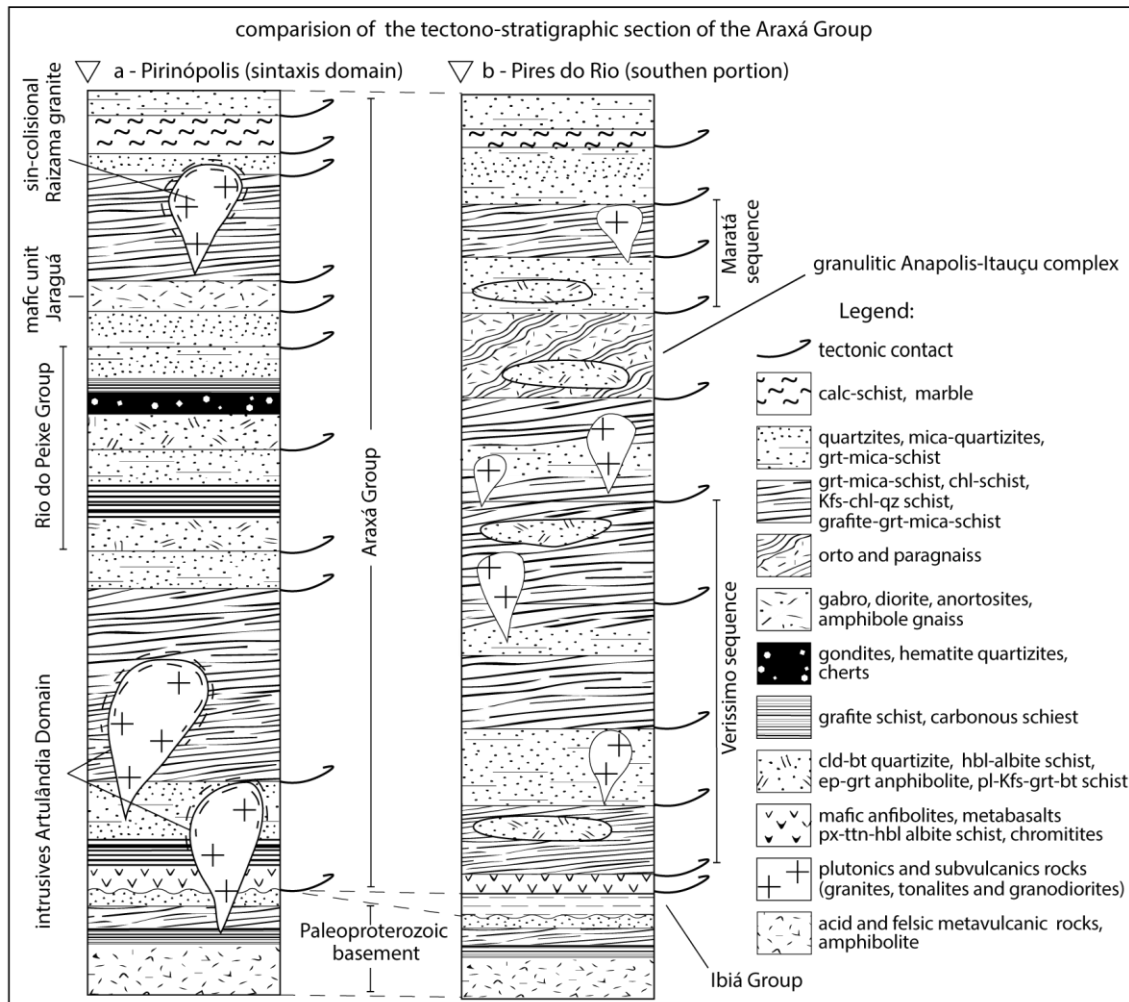 comparision of the tectono-stratigraphic section of the Araxá Group
a - Pirinópolis (sintaxis domain)
b - Pires do Rio (southen portion)
sin-colisional
Raizama granite
mafic unit
Jaraguá
Rio do Peixe Group
intrusives Artulândia Domain
Araxá Group
Paleoproterozoic
basement
Maratá
sequence
Verissimo sequence
Ibiá Group
granulitic Anapolis-Itauçu complex
Legend:
tectonic contact
calc-schist, marble
quartzites, mica-quartizites,
grt-mica-schist
grt-mica-schist, chl-schist,
Kfs-chl-qz schist,
grafite-grt-mica-schist
orto and paragnaiss
gabro, diorite, anortosites,
amphibole gnaiss
gondites, hematite quartizites,
cherts
grafite schist, carbonous schiest
cld-bt quartizite, hbl-albite schist,
ep-grt anphibolite, pl-Kfs-grt-bt schist
mafic anfibolites, metabasalts
px-ttn-hbl albite schist, chromitites
plutonics and subvulcanics rocks
(granites, tonalites and granodiorites)
acid and felsic metavulcanic rocks,
amphibolite